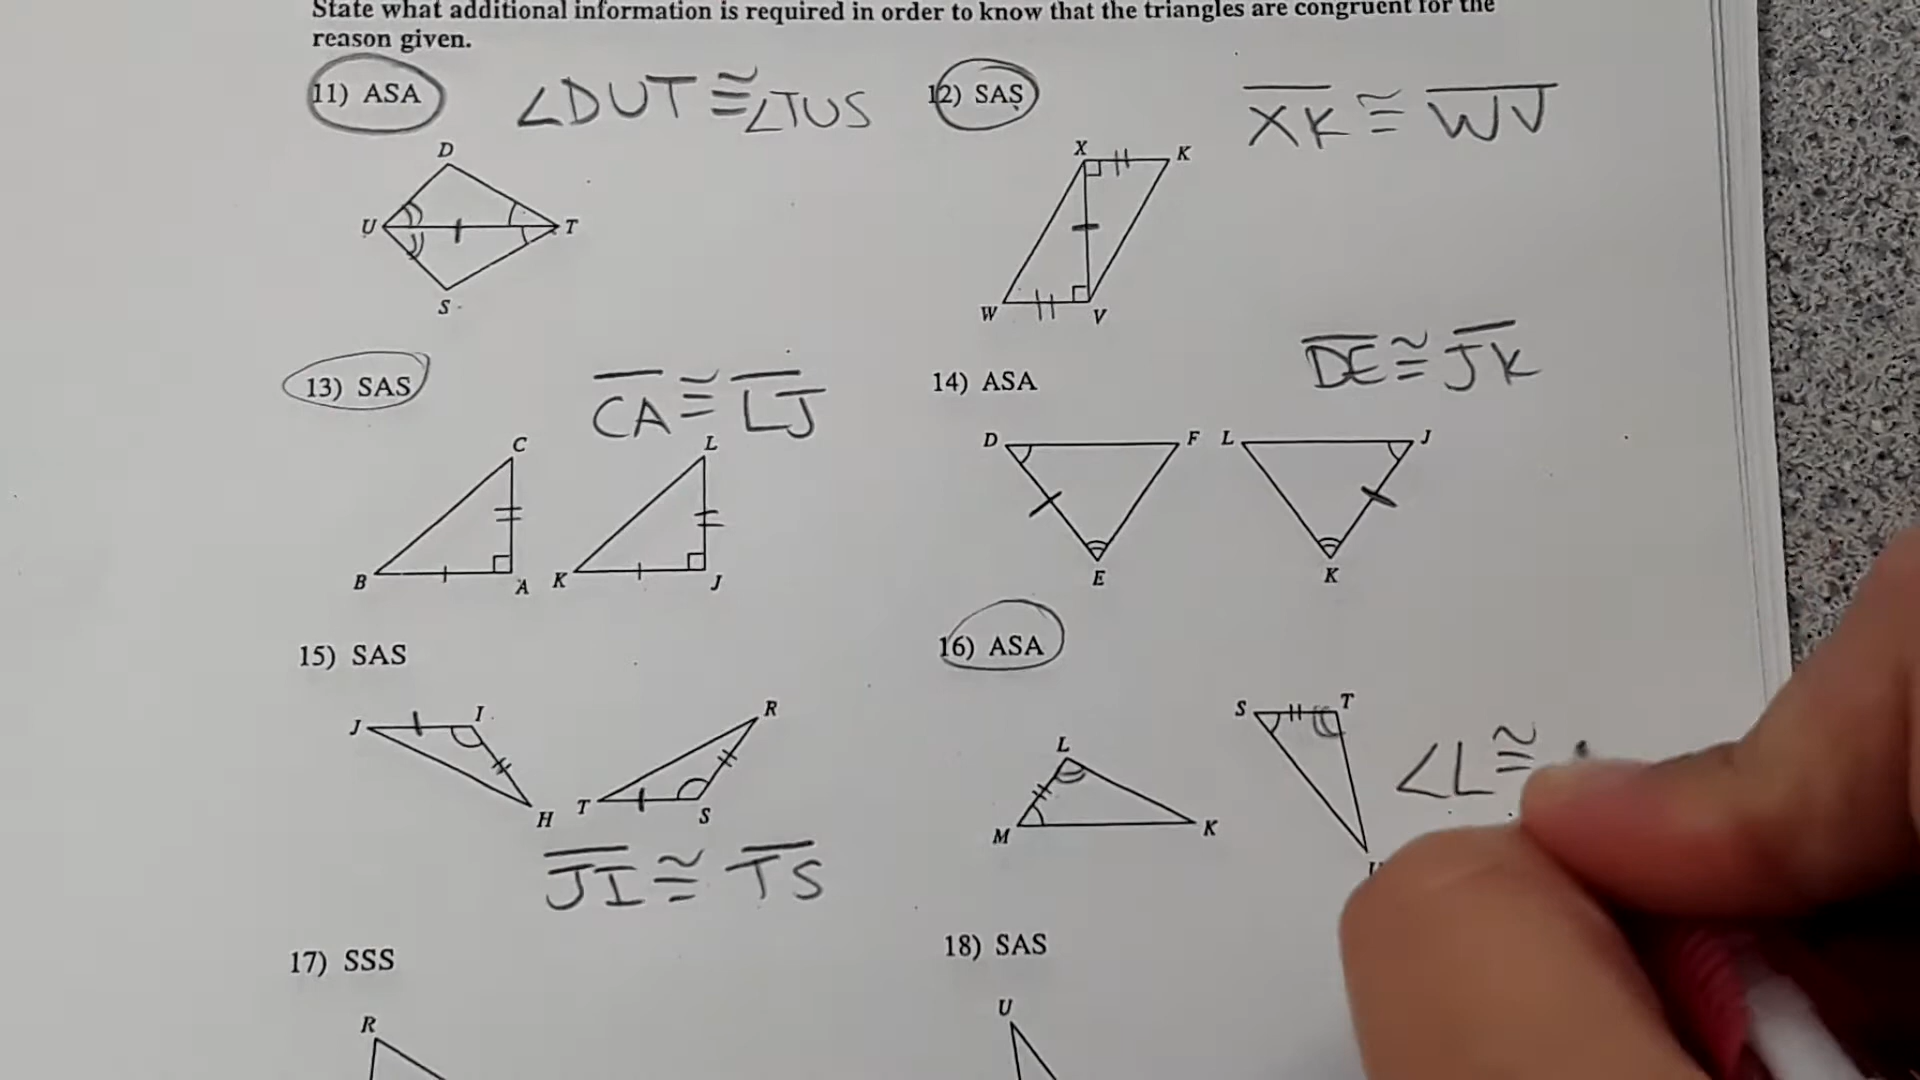 State what additional information is required in order to know that the triangles are congruent for the
reason given.
11) ASA
∠DUT ≅ ∠TUS
D
U
T
S
12) SAS
XK ≅ WV
X
K
W
V
13) SAS
CA ≅ LJ
C
B
A
L
K
J
14) ASA
DE ≅ JK
D
F
E
L
J
K
15) SAS
J
I
H
R
T
S
JI ≅ TS
16) ASA
L
M
K
S
T
∠L ≅
17) SSS
R
18) SAS
U